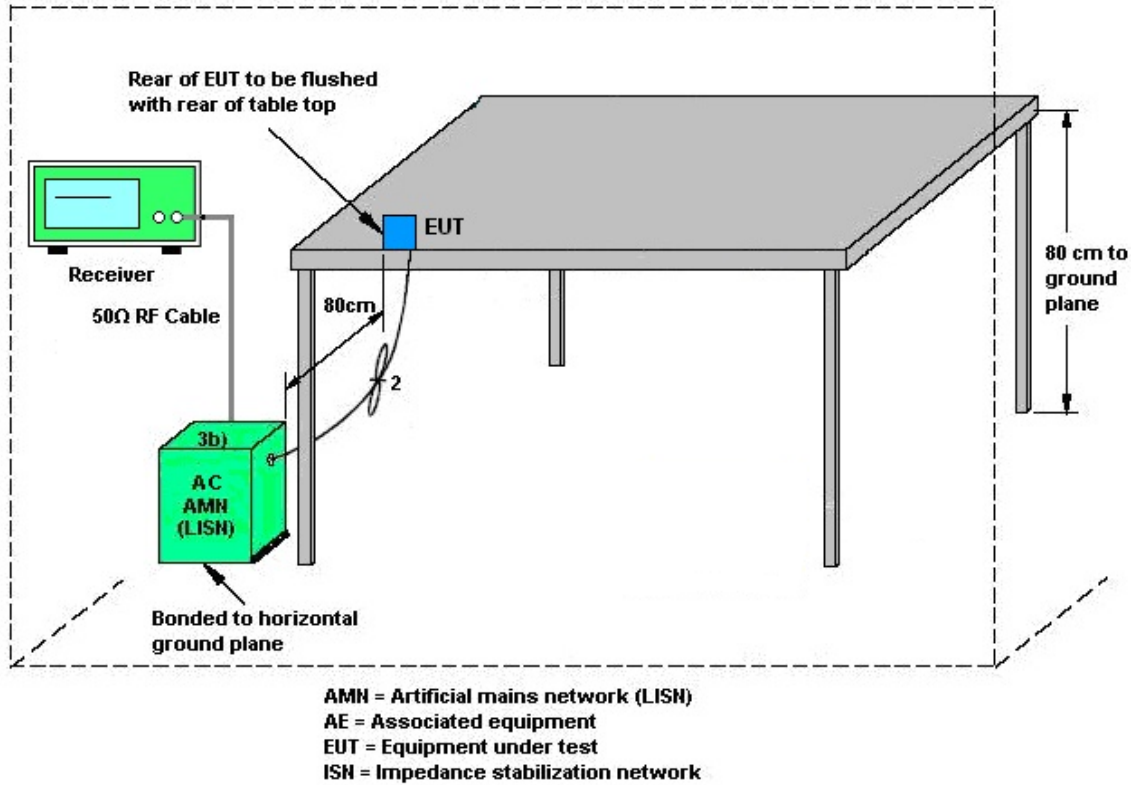 Rear of EUT to be flushed
with rear of table top
EUT
Receiver
50Ω RF Cable
80cm
80 cm to
ground
plane
2
3b)
AC
AMN
(LISN)
Bonded to horizontal
ground plane
AMN = Artificial mains network (LISN)
AE = Associated equipment
EUT = Equipment under test
ISN = Impedance stabilization network